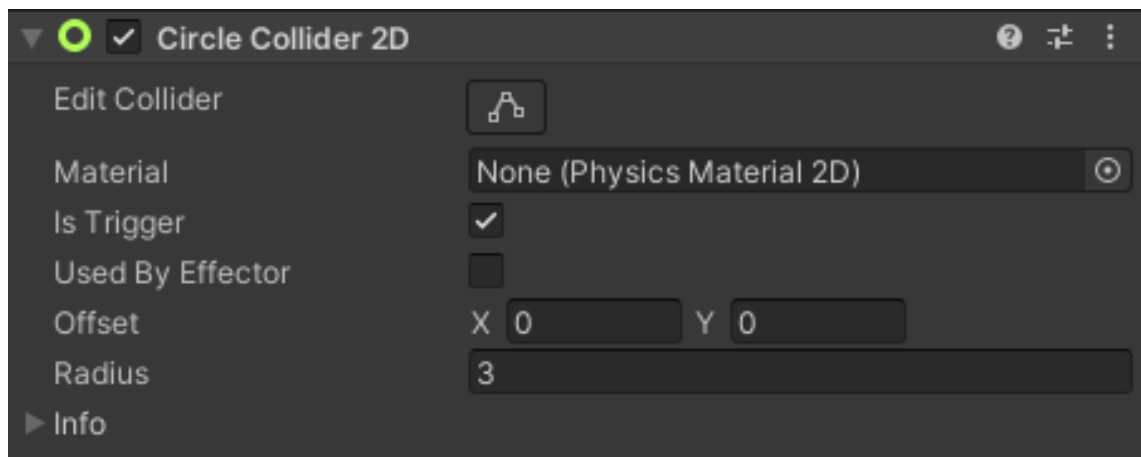 Circle Collider 2D
Edit Collider
Material None (Physics Material 2D)
Is Trigger
Used By Effector
Offset X 0 Y 0
Radius 3
Info